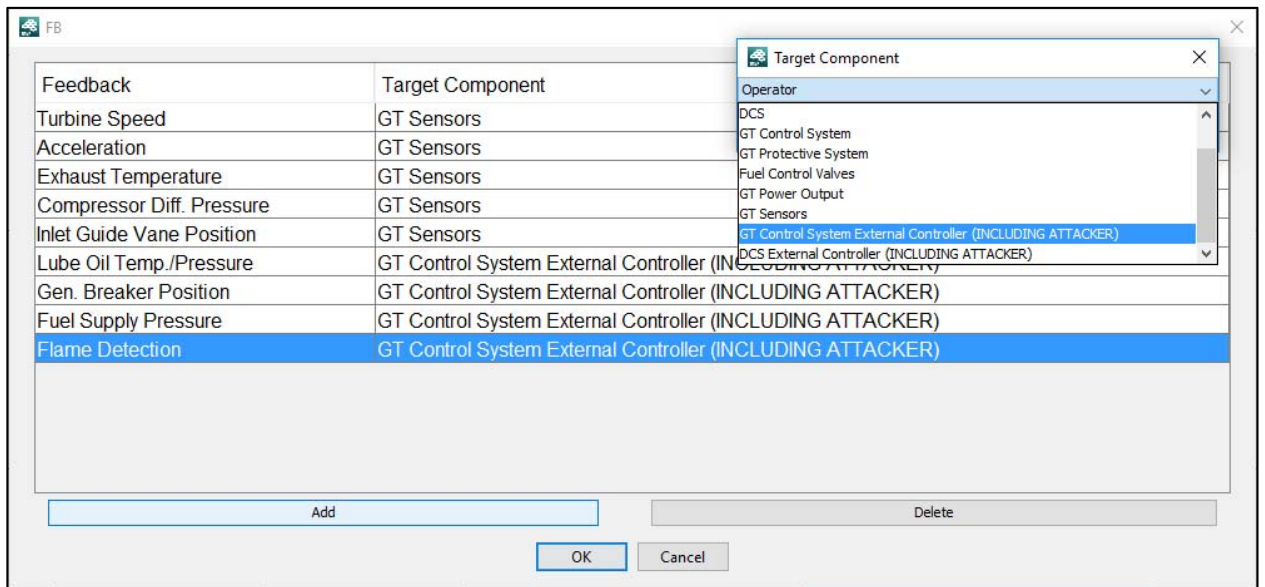 FB
Target Component
Operator
DCS
GT Control System
GT Protective System
Fuel Control Valves
GT Power Output
GT Sensors
GT Control System External Controller (INCLUDING ATTACKER)
DCS External Controller (INCLUDING ATTACKER)
Feedback Target Component
Turbine Speed GT Sensors
Acceleration GT Sensors
Exhaust Temperature GT Sensors
Compressor Diff. Pressure GT Sensors
Inlet Guide Vane Position GT Sensors
Lube Oil Temp./Pressure GT Control System External Controller (INCLUDING ATTACKER)
Gen. Breaker Position GT Control System External Controller (INCLUDING ATTACKER)
Fuel Supply Pressure GT Control System External Controller (INCLUDING ATTACKER)
Flame Detection GT Control System External Controller (INCLUDING ATTACKER)
Add Delete
OK Cancel